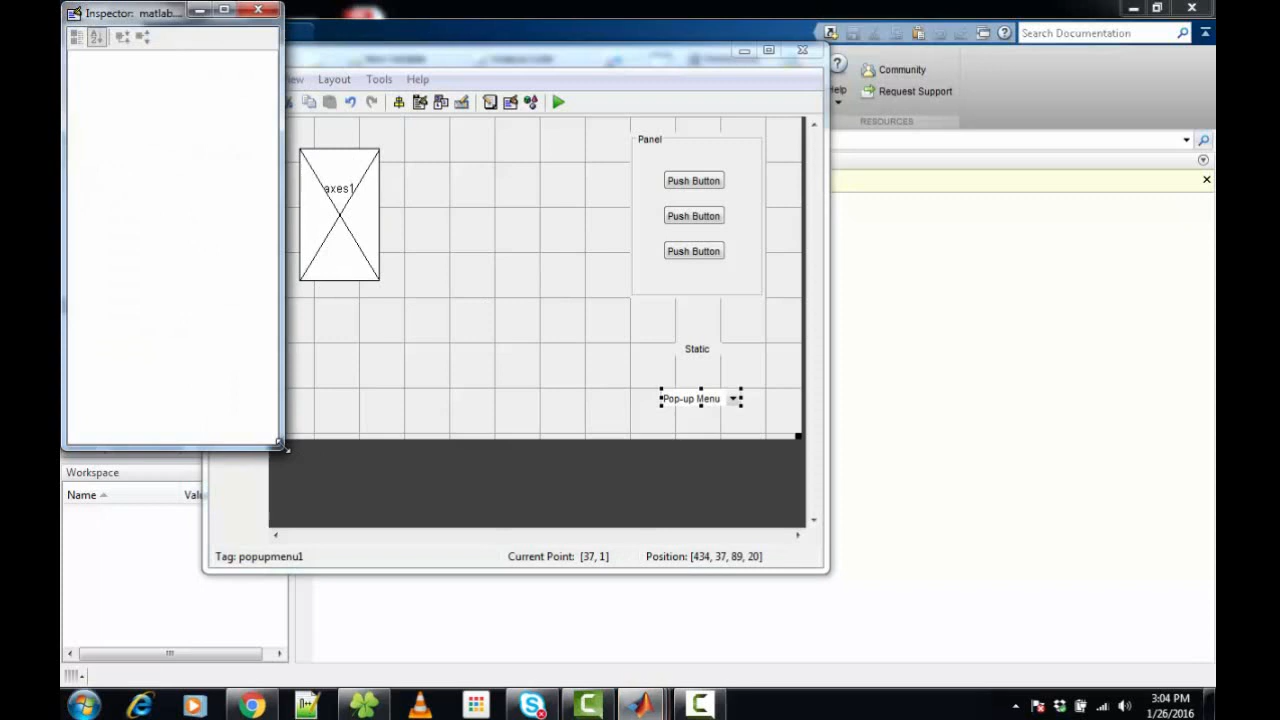 Inspector: matlab....
Search Documentation
View Layout Tools Help
Help
Community
Request Support
RESOURCES
axes1
Panel
Push Button
Push Button
Push Button
Static
Pop-up Menu
Workspace
Name
Tag: popupmenu1
Current Point: [37, 1]
Position: [434, 37, 89, 20]
3:04 PM
1/26/2016